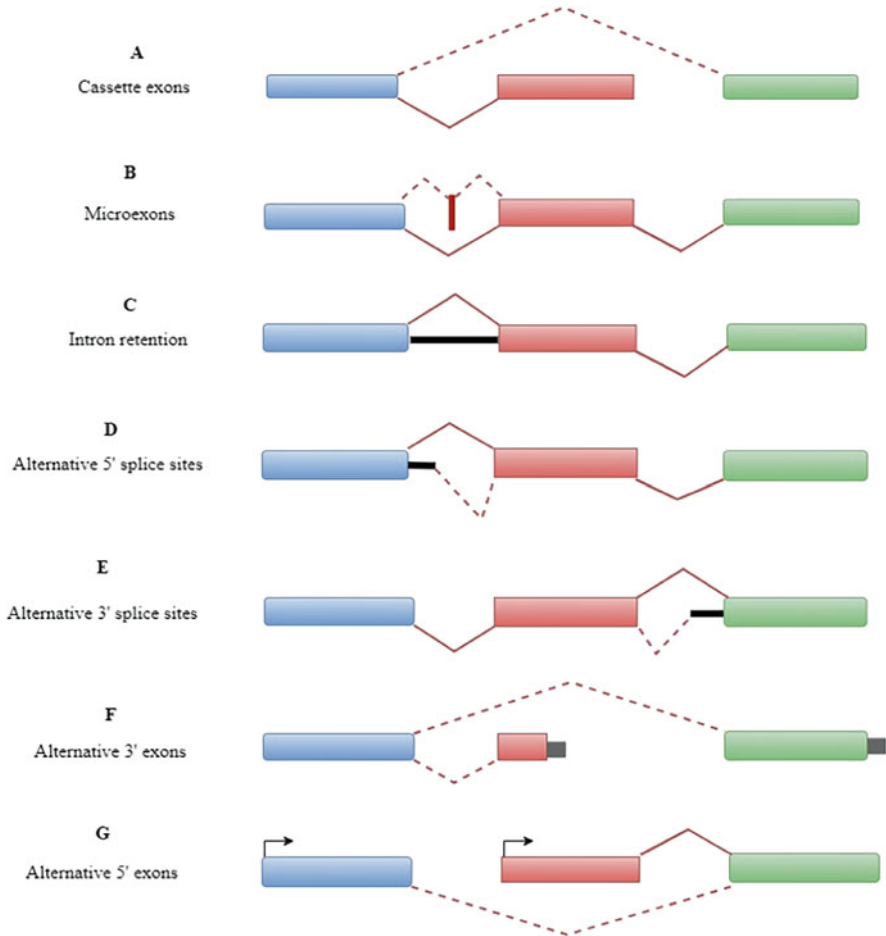 A
Cassette exons
B
Microexons
C
Intron retention
D
Alternative 5' splice sites
E
Alternative 3' splice sites
F
Alternative 3' exons
G
Alternative 5' exons